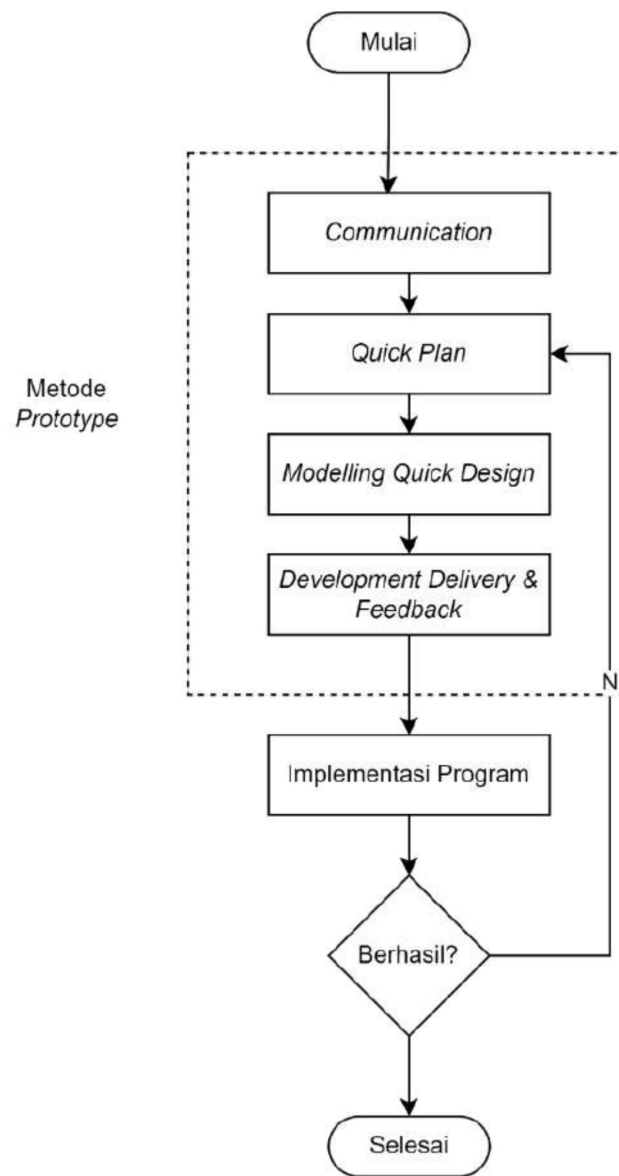 Mulai
Communication
Quick Plan
Metode
Prototype
Modelling Quick Design
Development Delivery &
Feedback
N
Implementasi Program
Berhasil?
Selesai